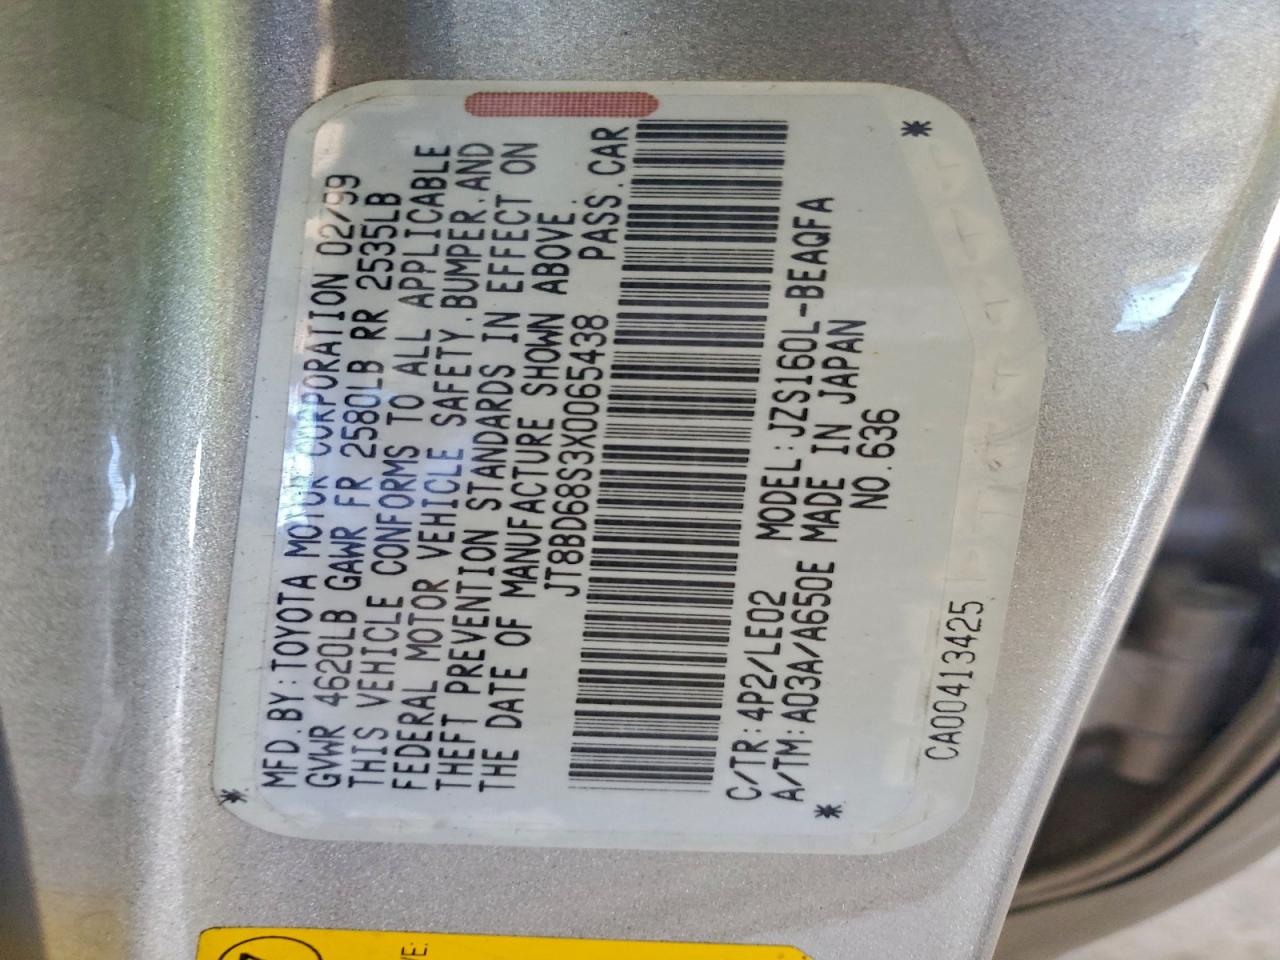 MFD.BY:TOYOTA MOTOR CORPORATION 02/99
GVWR 4620LB GAWR FR 2580LB RR 2535LB
THIS VEHICLE CONFORMS TO ALL APPLICABLE
FEDERAL MOTOR VEHICLE SAFETY,BUMPER,AND
THEFT PREVENTION STANDARDS IN EFFECT ON
THE DATE OF MANUFACTURE SHOWN ABOVE.
JT8BD68S3X0065438 PASS.CAR
C/TR:4P2/LE02 MODEL:JZS160L-BEAQFA
A/TM:A03A/A650E MADE IN JAPAN
NO.636
CA00413425